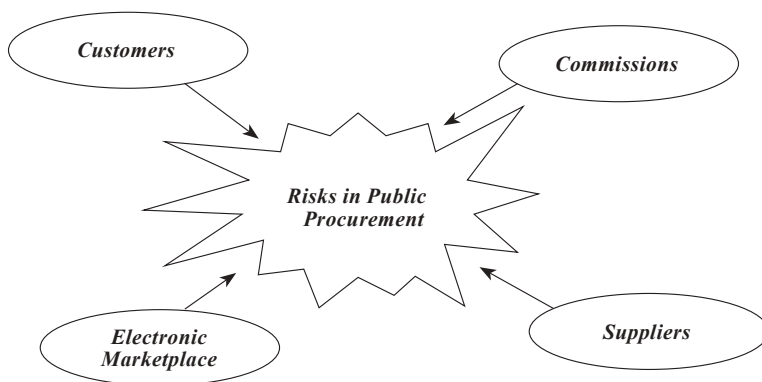 Customers
Commissions
Risks in Public
Procurement
Electronic
Marketplace
Suppliers